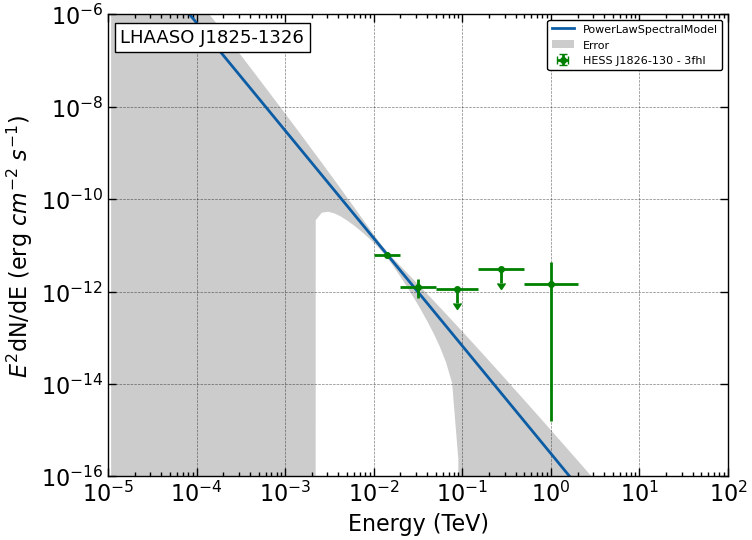 LHAASO J1825-1326
PowerLawSpectralModel
Error
HESS J1826-130 - 3fhl
10⁻⁶
10⁻⁸
10⁻¹⁰
10⁻¹²
10⁻¹⁴
10⁻¹⁶
E²dN/dE (erg cm⁻² s⁻¹)
10⁻⁵ 10⁻⁴ 10⁻³ 10⁻² 10⁻¹ 10⁰ 10¹ 10²
Energy (TeV)